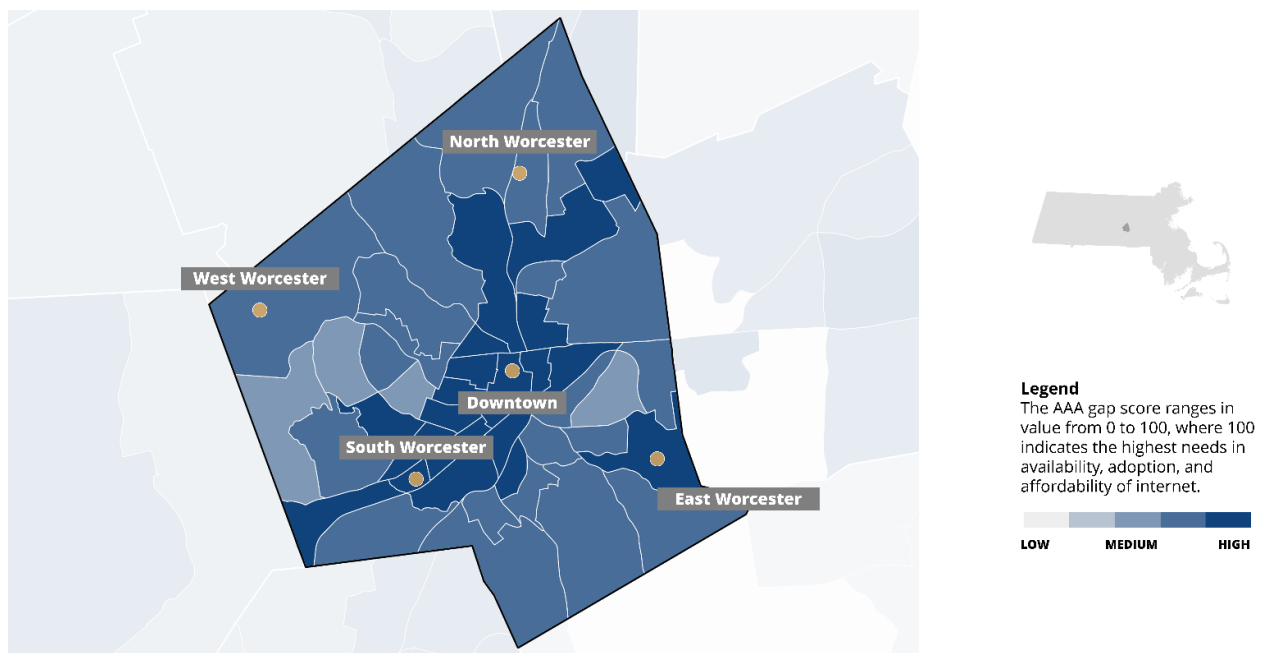 North Worcester
West Worcester
Downtown
South Worcester
East Worcester
Legend
The AAA gap score ranges in
value from 0 to 100, where 100
indicates the highest needs in
availability, adoption, and
affordability of internet.
LOW MEDIUM HIGH